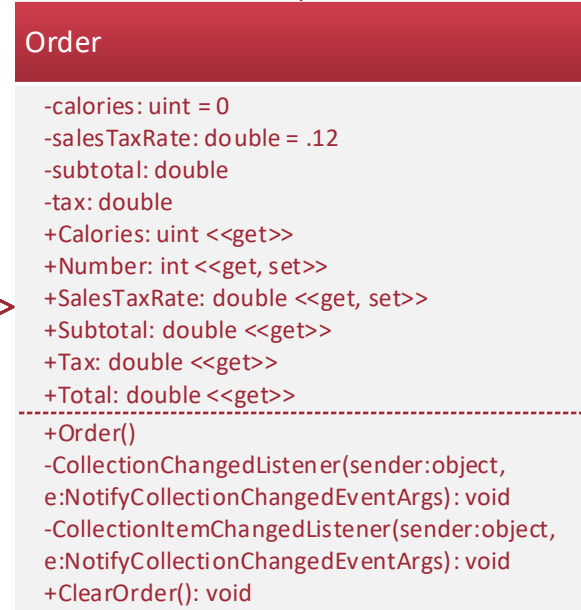 Order
-calories: uint = 0
-salesTaxRate: double = .12
-subtotal: double
-tax: double
+Calories: uint <<get>>
+Number: int <<get, set>>
+SalesTaxRate: double <<get, set>>
+Subtotal: double <<get>>
+Tax: double <<get>>
+Total: double <<get>>
+Order()
-CollectionChangedListener(sender:object,
e:NotifyCollectionChangedEventArgs): void
-CollectionItemChangedListener(sender:object,
e:NotifyCollectionChangedEventArgs): void
+ClearOrder(): void